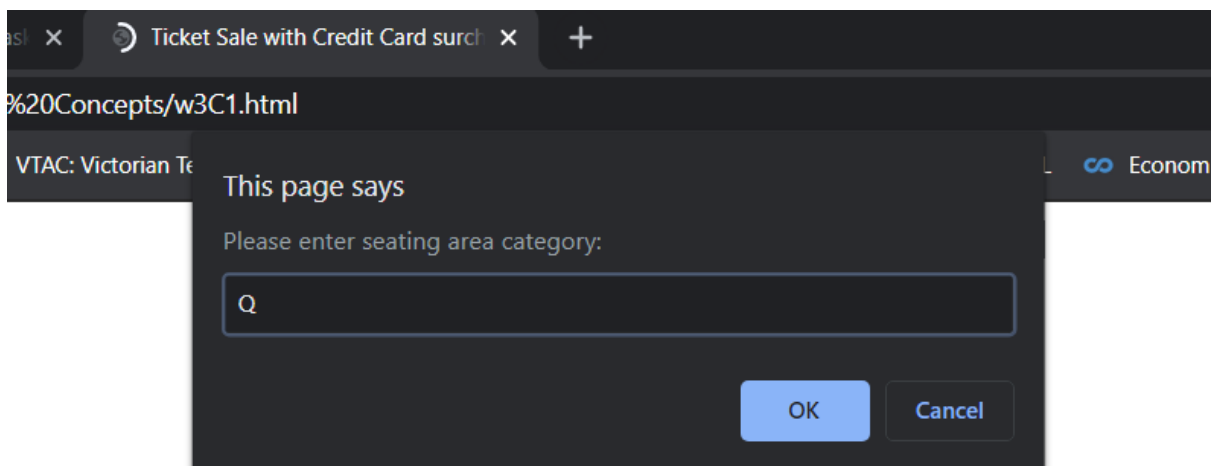 Ticket Sale with Credit Card surch
%20Concepts/w3C1.html
VTAC: Victorian Te
Econom
This page says
Please enter seating area category:
Q
OK Cancel